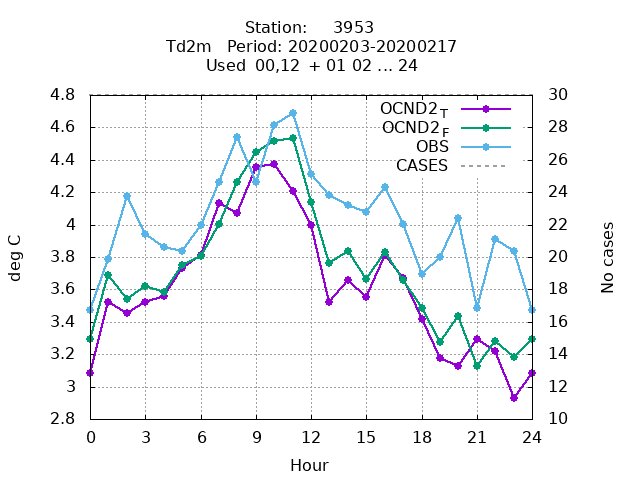 Station:     3953
Td2m   Period: 20200203-20200217
Used  00,12  + 01 02 ... 24
OCND2T
OCND2F
OBS
CASES
4.8
4.6
4.4
4.2
4
3.8
3.6
3.4
3.2
3
2.8
deg C
30
28
26
24
22
20
18
16
14
12
10
No cases
0 3 6 9 12 15 18 21 24
Hour